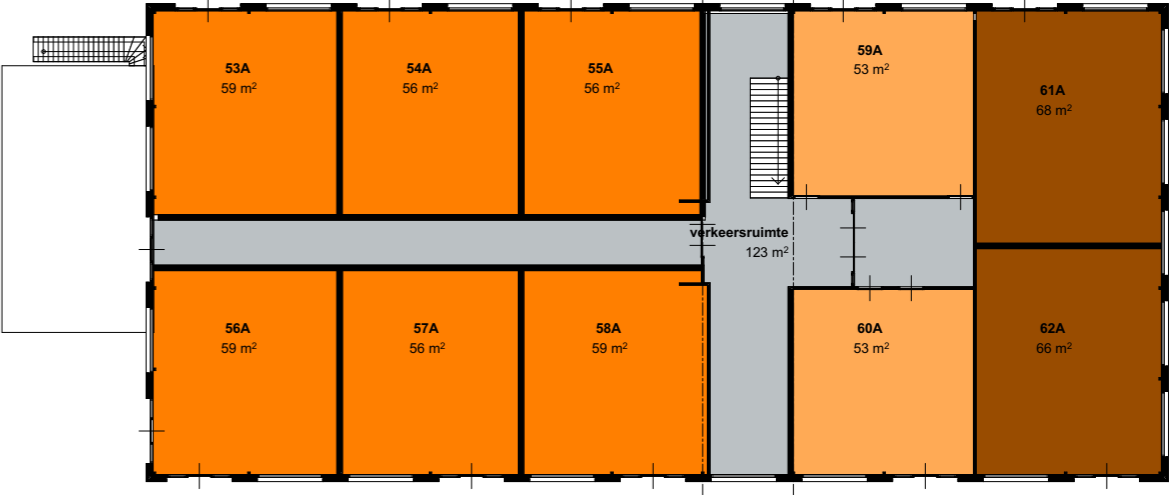 53A
59 m²
54A
56 m²
55A
56 m²
59A
53 m²
61A
68 m²
verkeersruimte
123 m²
56A
59 m²
57A
56 m²
58A
59 m²
60A
53 m²
62A
66 m²